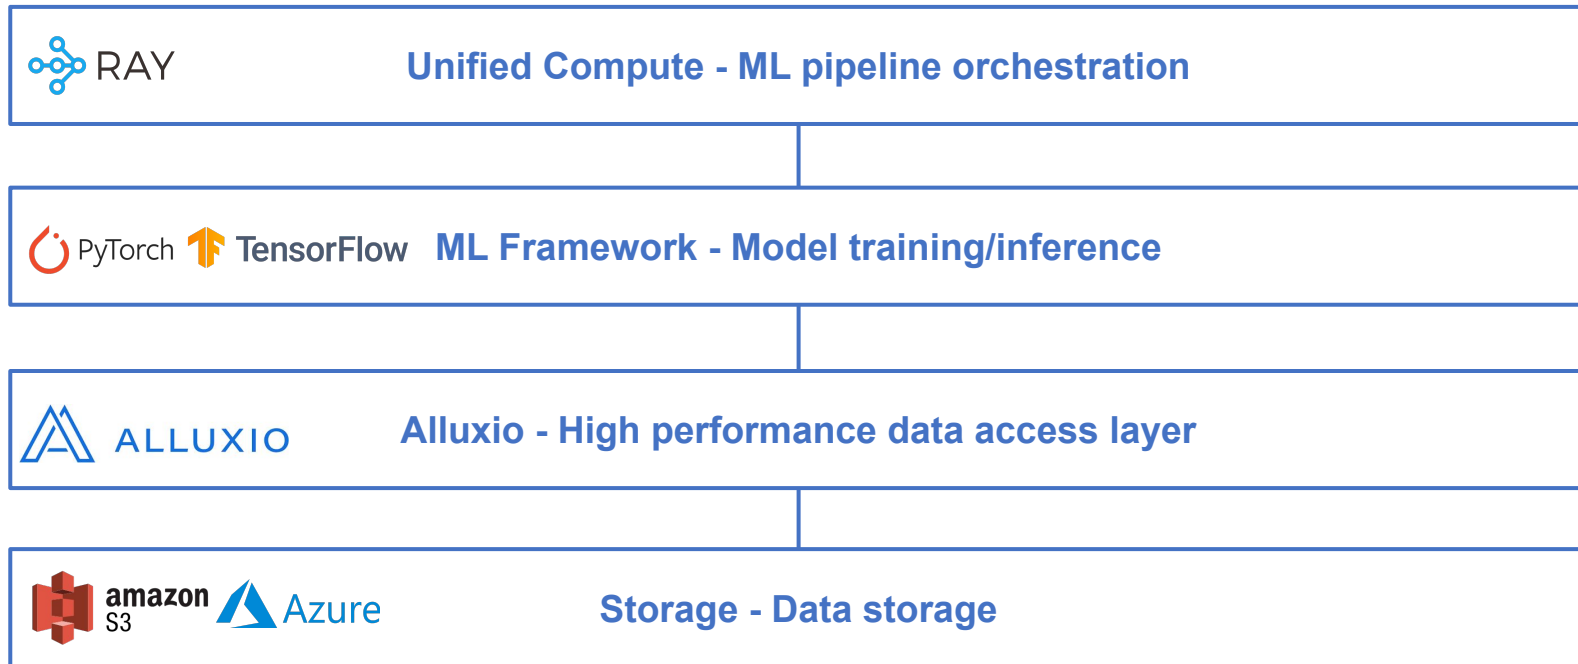 RAY
Unified Compute - ML pipeline orchestration
PyTorch
TensorFlow
ML Framework - Model training/inference
ALLUXIO
Alluxio - High performance data access layer
amazon
S3
Azure
Storage - Data storage